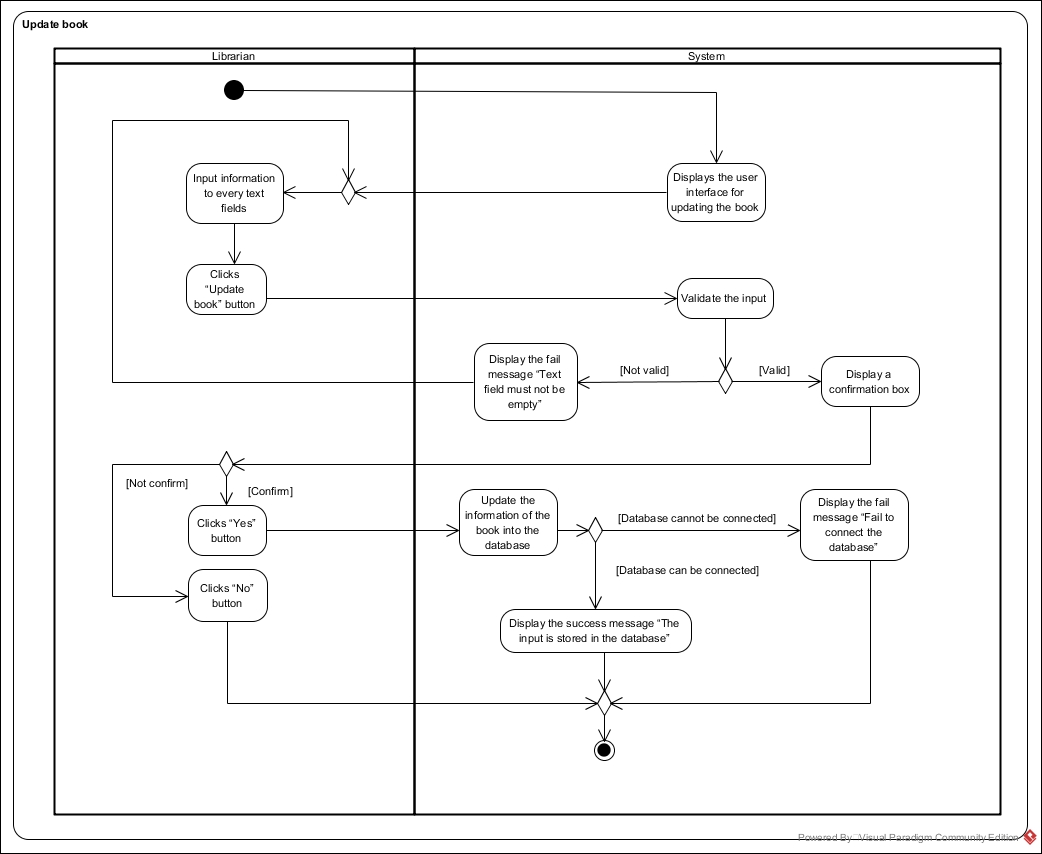 Update book
Librarian
System
Input information
to every text
fields
Displays the user
interface for
updating the book
Clicks
“Update
book” button
Validate the input
Display the fail
message “Text
field must not be
empty”
[Not valid]
[Valid]
Display a
confirmation box
[Not confirm]
[Confirm]
Clicks “Yes”
button
Update the
information of the
book into the
database
[Database cannot be connected]
Display the fail
message “Fail to
connect the
database”
[Database can be connected]
Clicks “No”
button
Display the success message “The
input is stored in the database”
Powered By Visual Paradigm Community Edition